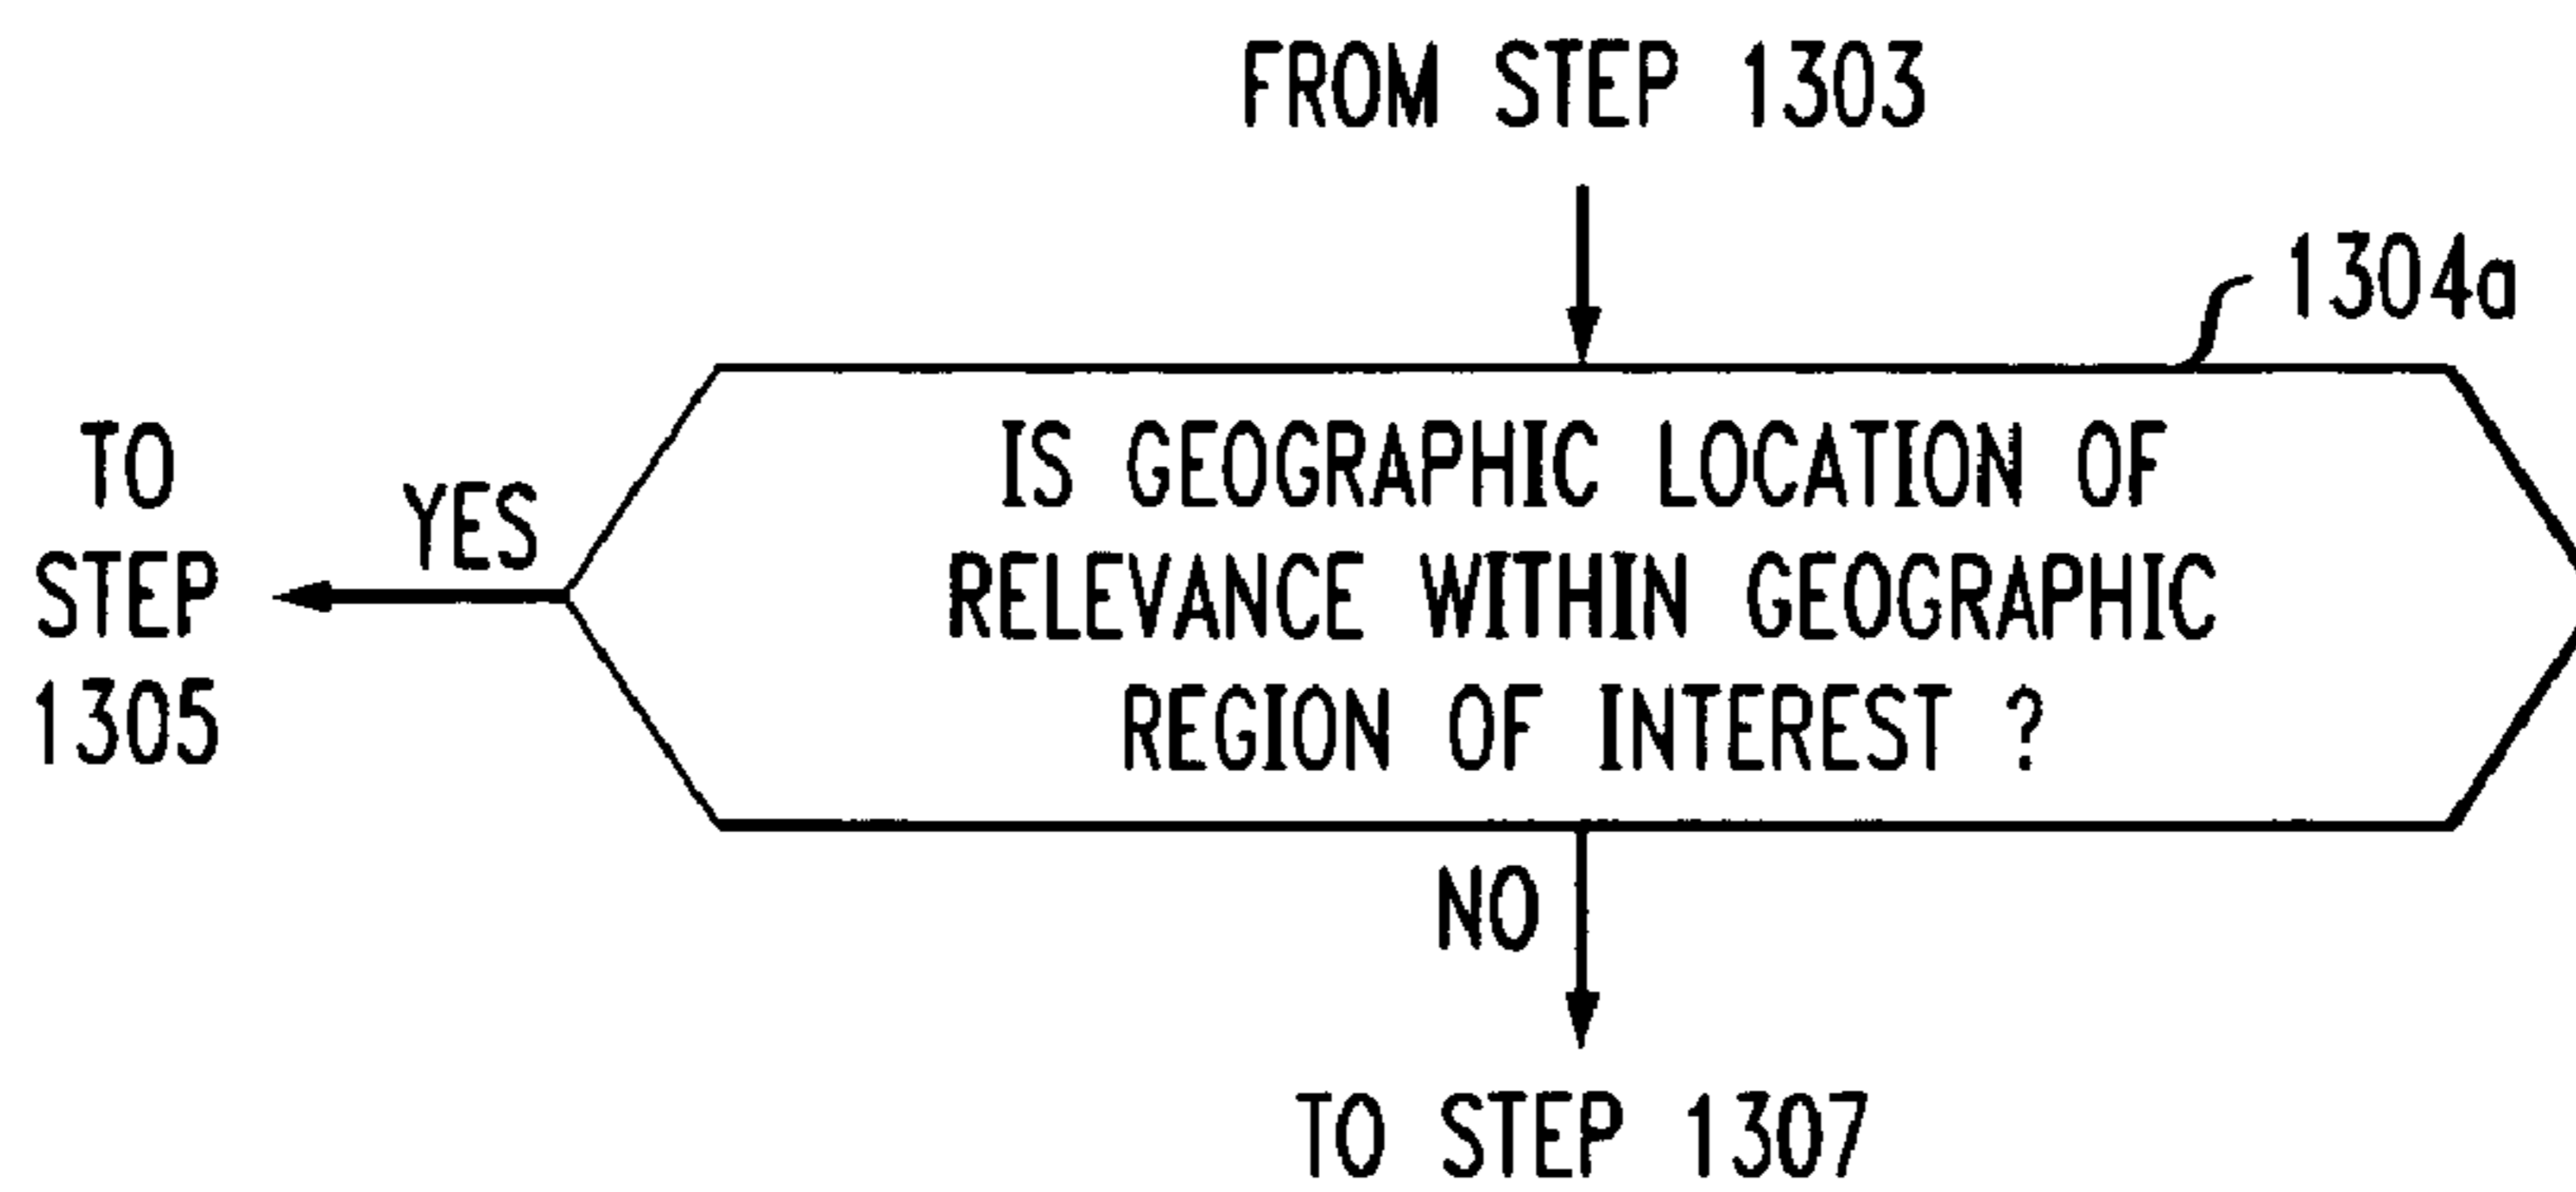 FROM STEP 1303
1304a
IS GEOGRAPHIC LOCATION OF
RELEVANCE WITHIN GEOGRAPHIC
REGION OF INTEREST ?
YES
TO
STEP
1305
NO
TO STEP 1307